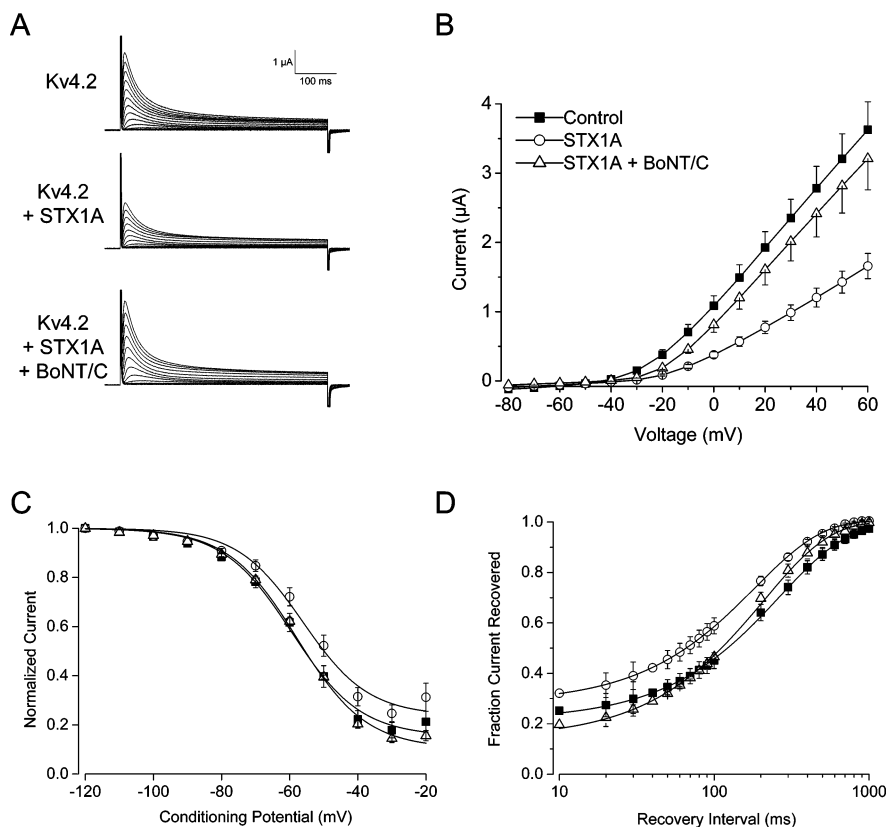 A
Kv4.2
1 µA
100 ms
Kv4.2
+ STX1A
Kv4.2
+ STX1A
+ BoNT/C
B
Control
STX1A
STX1A + BoNT/C
4
3
2
1
0
Current (µA)
-80 -60 -40 -20 0 20 40 60
Voltage (mV)
C
1.0
0.8
0.6
0.4
0.2
0.0
Normalized Current
-120 -100 -80 -60 -40 -20
Conditioning Potential (mV)
D
1.0
0.8
0.6
0.4
0.2
0.0
Fraction Current Recovered
10 100 1000
Recovery Interval (ms)